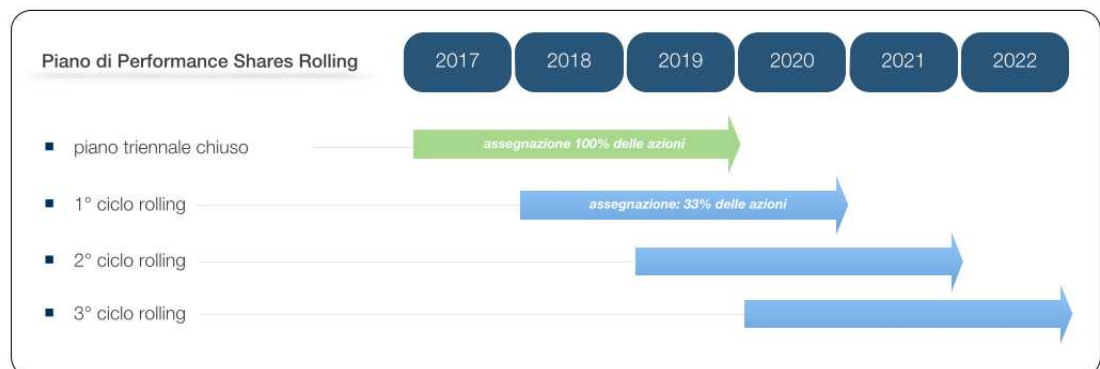 Piano di Performance Shares Rolling
2017 2018 2019 2020 2021 2022
piano triennale chiuso
assegnazione 100% delle azioni
1° ciclo rolling
assegnazione: 33% delle azioni
2° ciclo rolling
3° ciclo rolling